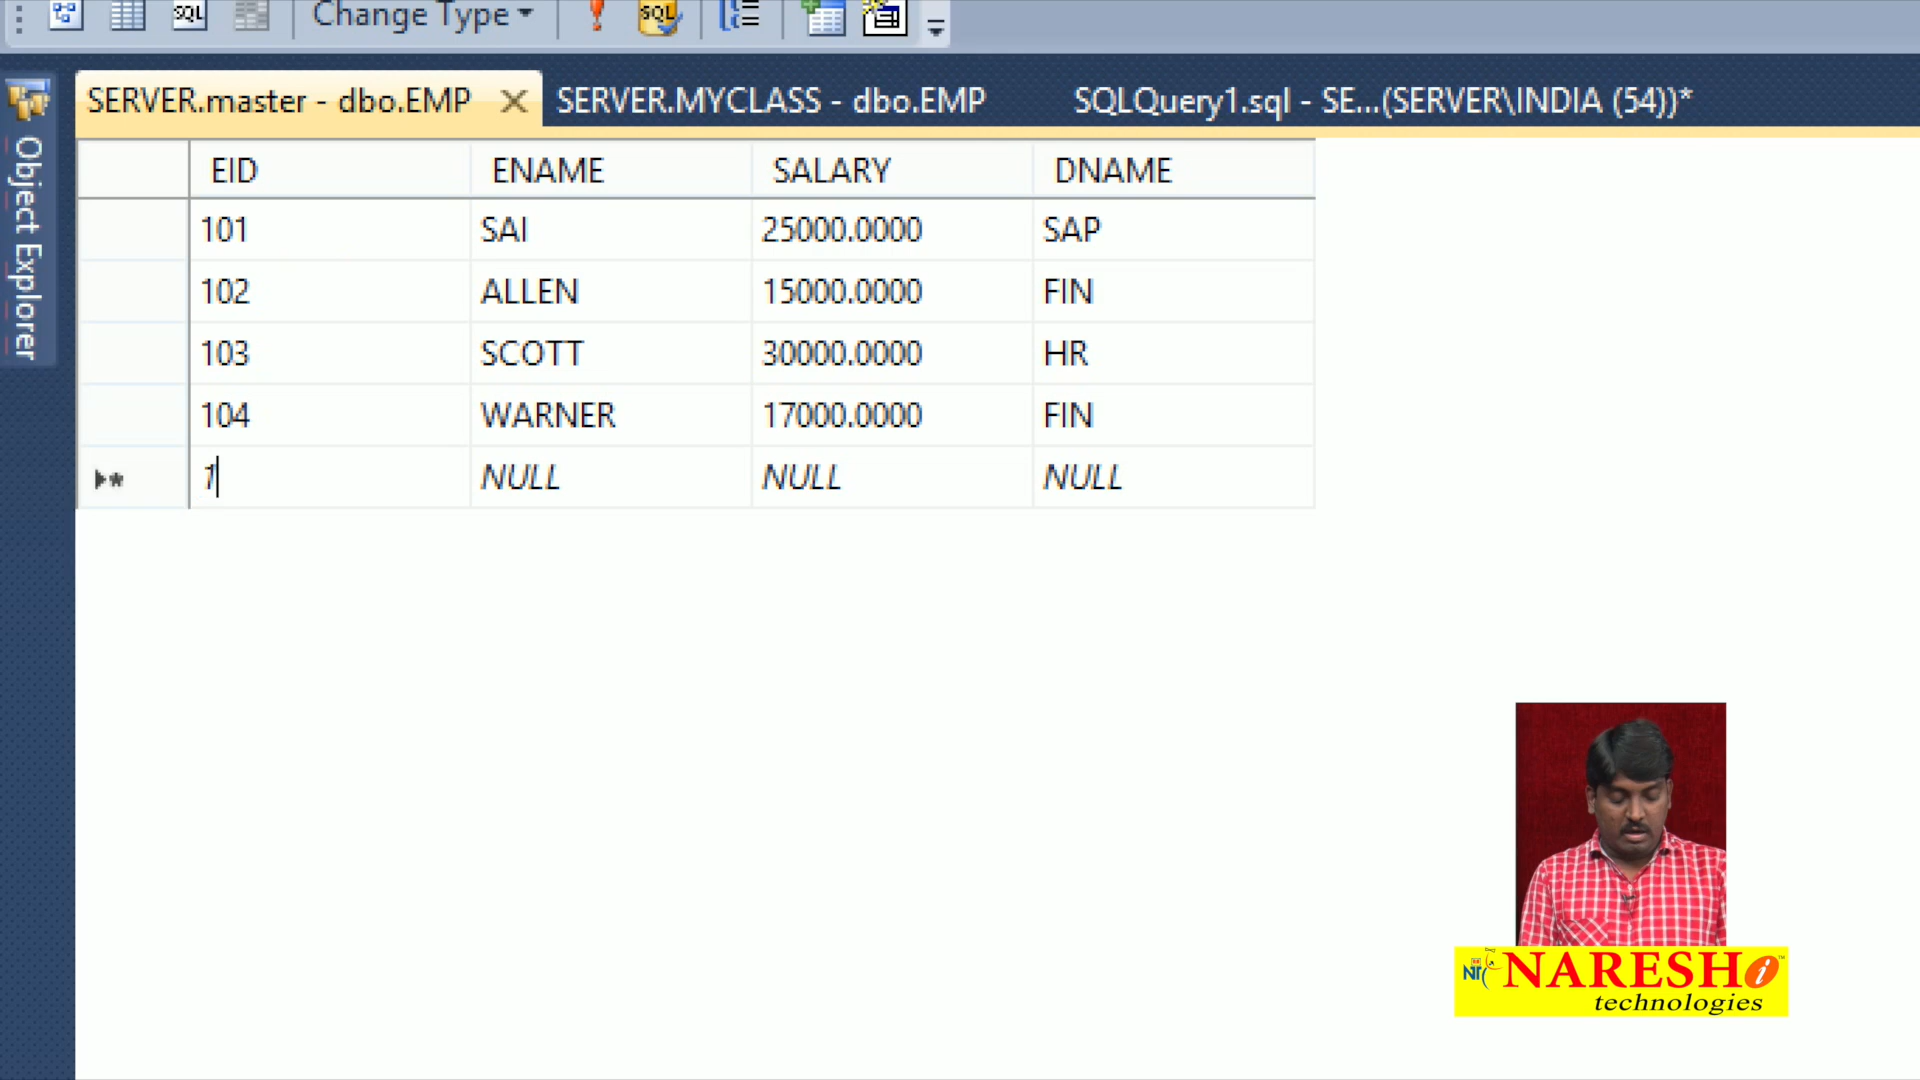 SQL Change Type SQL
SERVER.master - dbo.EMP SERVER.MYCLASS - dbo.EMP SQLQuery1.sql - SE...(SERVER\INDIA (54))*
Object Explorer
EID ENAME SALARY DNAME
101 SAI 25000.0000 SAP
102 ALLEN 15000.0000 FIN
103 SCOTT 30000.0000 HR
104 WARNER 17000.0000 FIN
1 NULL NULL NULL
NARESH i
technologies